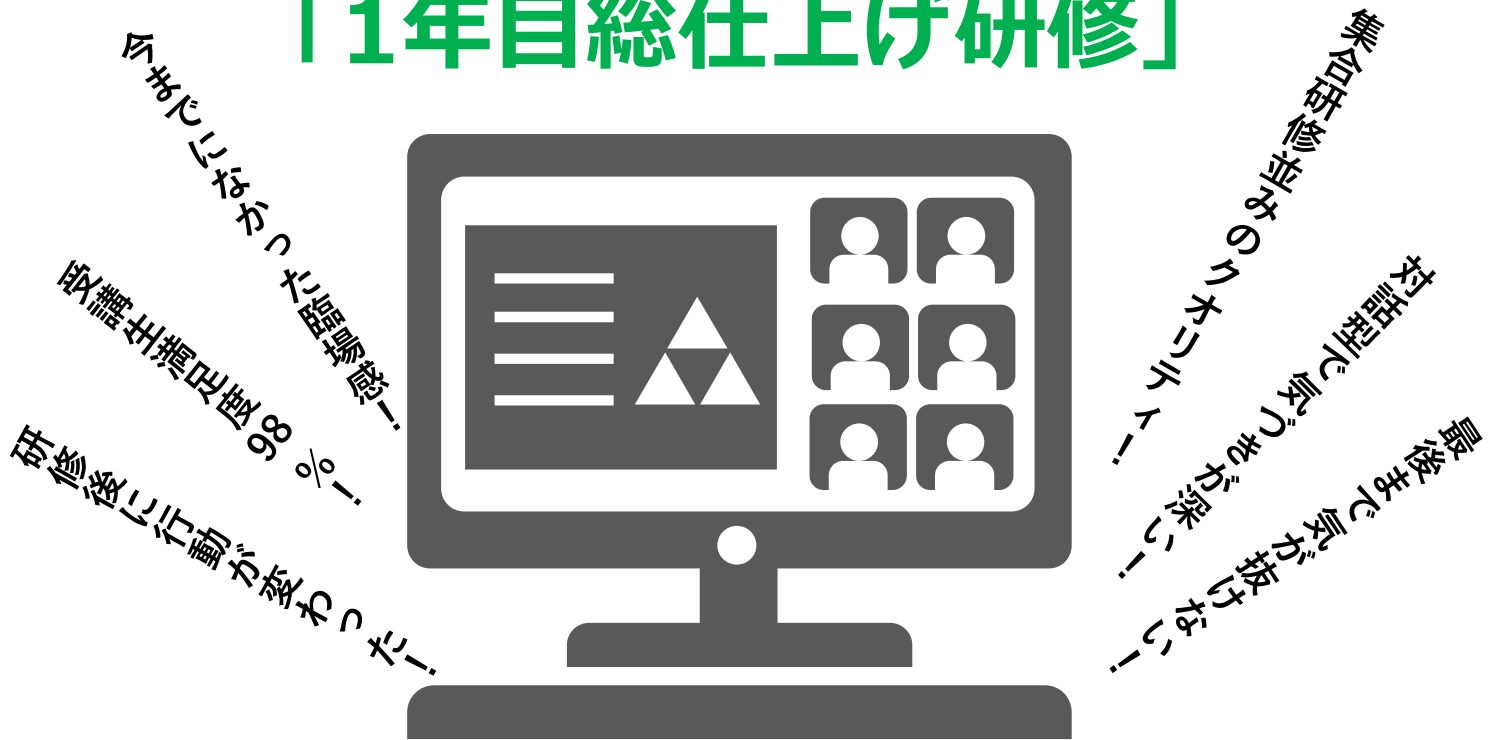 「1年目総仕上げ研修」
今までになかった臨場感!
受講生満足度98%!
研修後に行動が変わった!
集合研修並みのクオリティ!
対話型で気づきが深い!
最後まで気が抜けない!